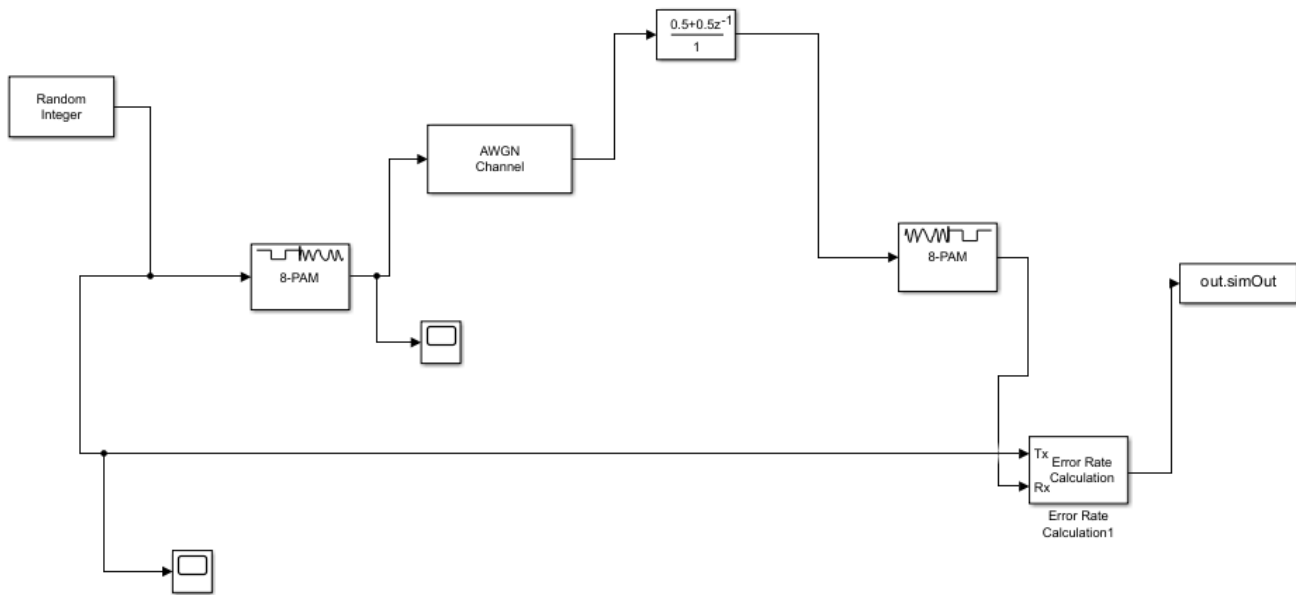 0.5+0.5z⁻¹
1
Random
Integer
AWGN
Channel
8-PAM
8-PAM
out.simOut
Tx
Rx
Error Rate
Calculation
Error Rate
Calculation1